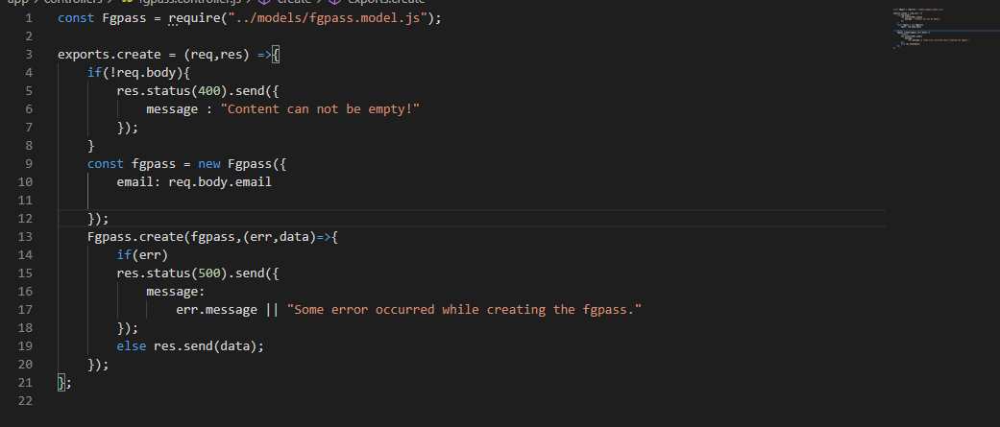 app > controllers > JS fgpass.controller.js > create > exports.create
1 const Fgpass = require("../models/fgpass.model.js");
2
3 exports.create = (req,res) =>{
4 if(!req.body){
5 res.status(400).send({
6 message : "Content can not be empty!"
7 });
8 }
9 const fgpass = new Fgpass({
10 email: req.body.email
11
12 });
13 Fgpass.create(fgpass,(err,data)=>{
14 if(err)
15 res.status(500).send({
16 message:
17 err.message || "Some error occurred while creating the fgpass."
18 });
19 else res.send(data);
20 });
21 };
22